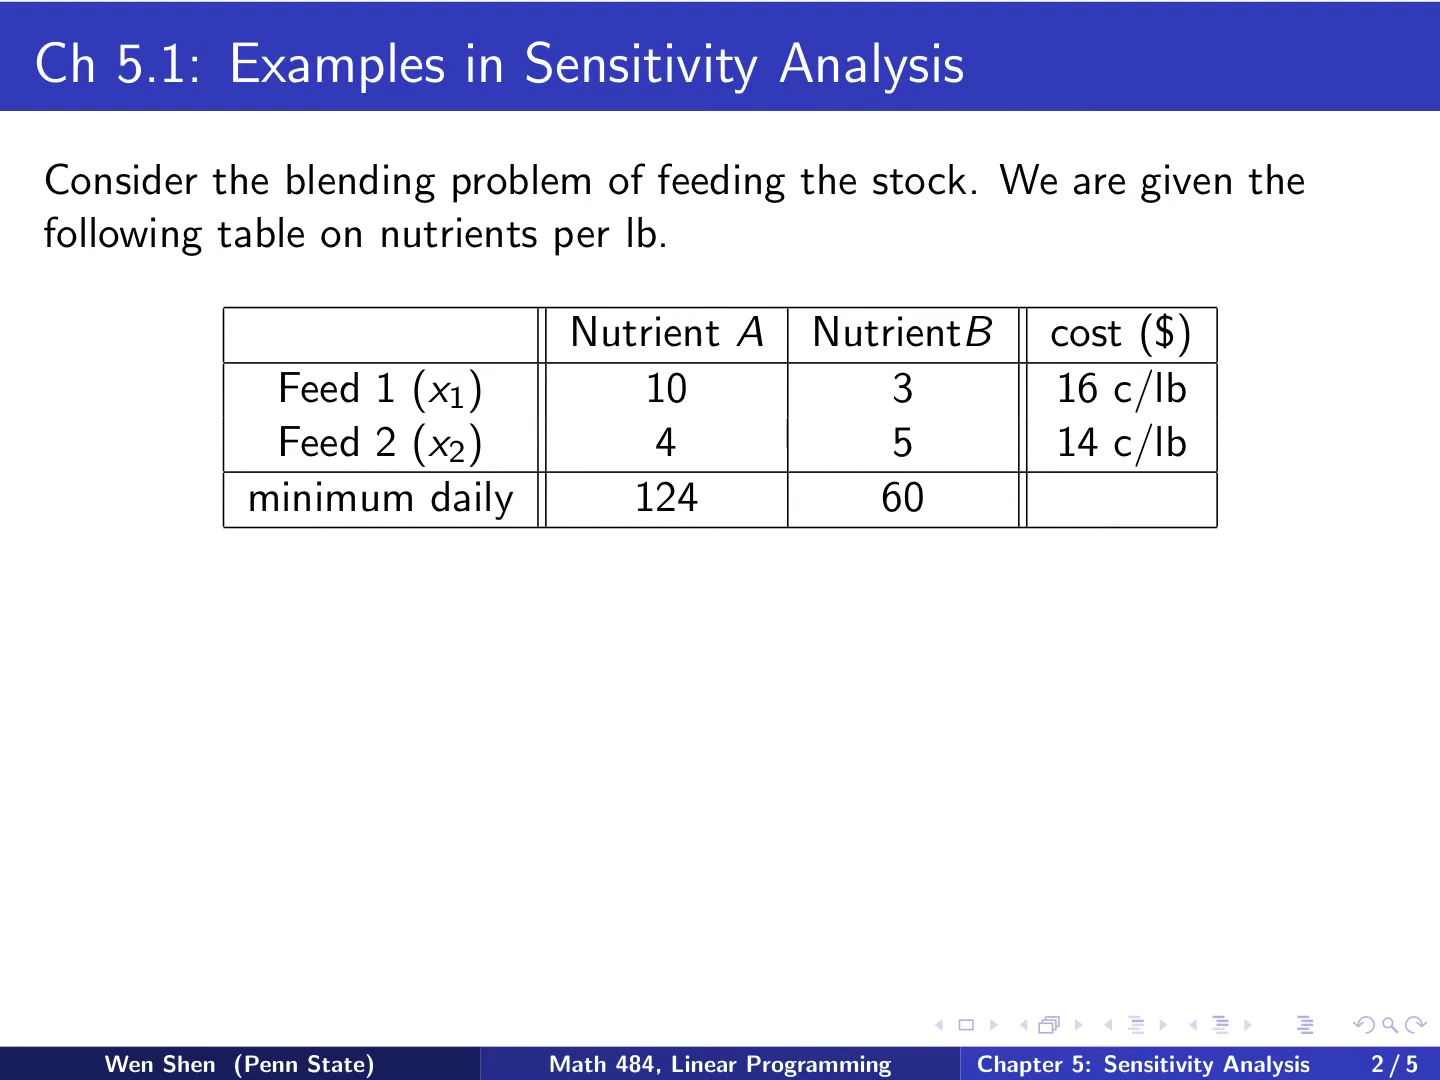 Ch 5.1: Examples in Sensitivity Analysis
Consider the blending problem of feeding the stock. We are given the
following table on nutrients per lb.
Nutrient A NutrientB cost ($)
Feed 1 (x₁) 10 3 16 c/lb
Feed 2 (x₂) 4 5 14 c/lb
minimum daily 124 60
Wen Shen (Penn State) Math 484, Linear Programming Chapter 5: Sensitivity Analysis 2 / 5